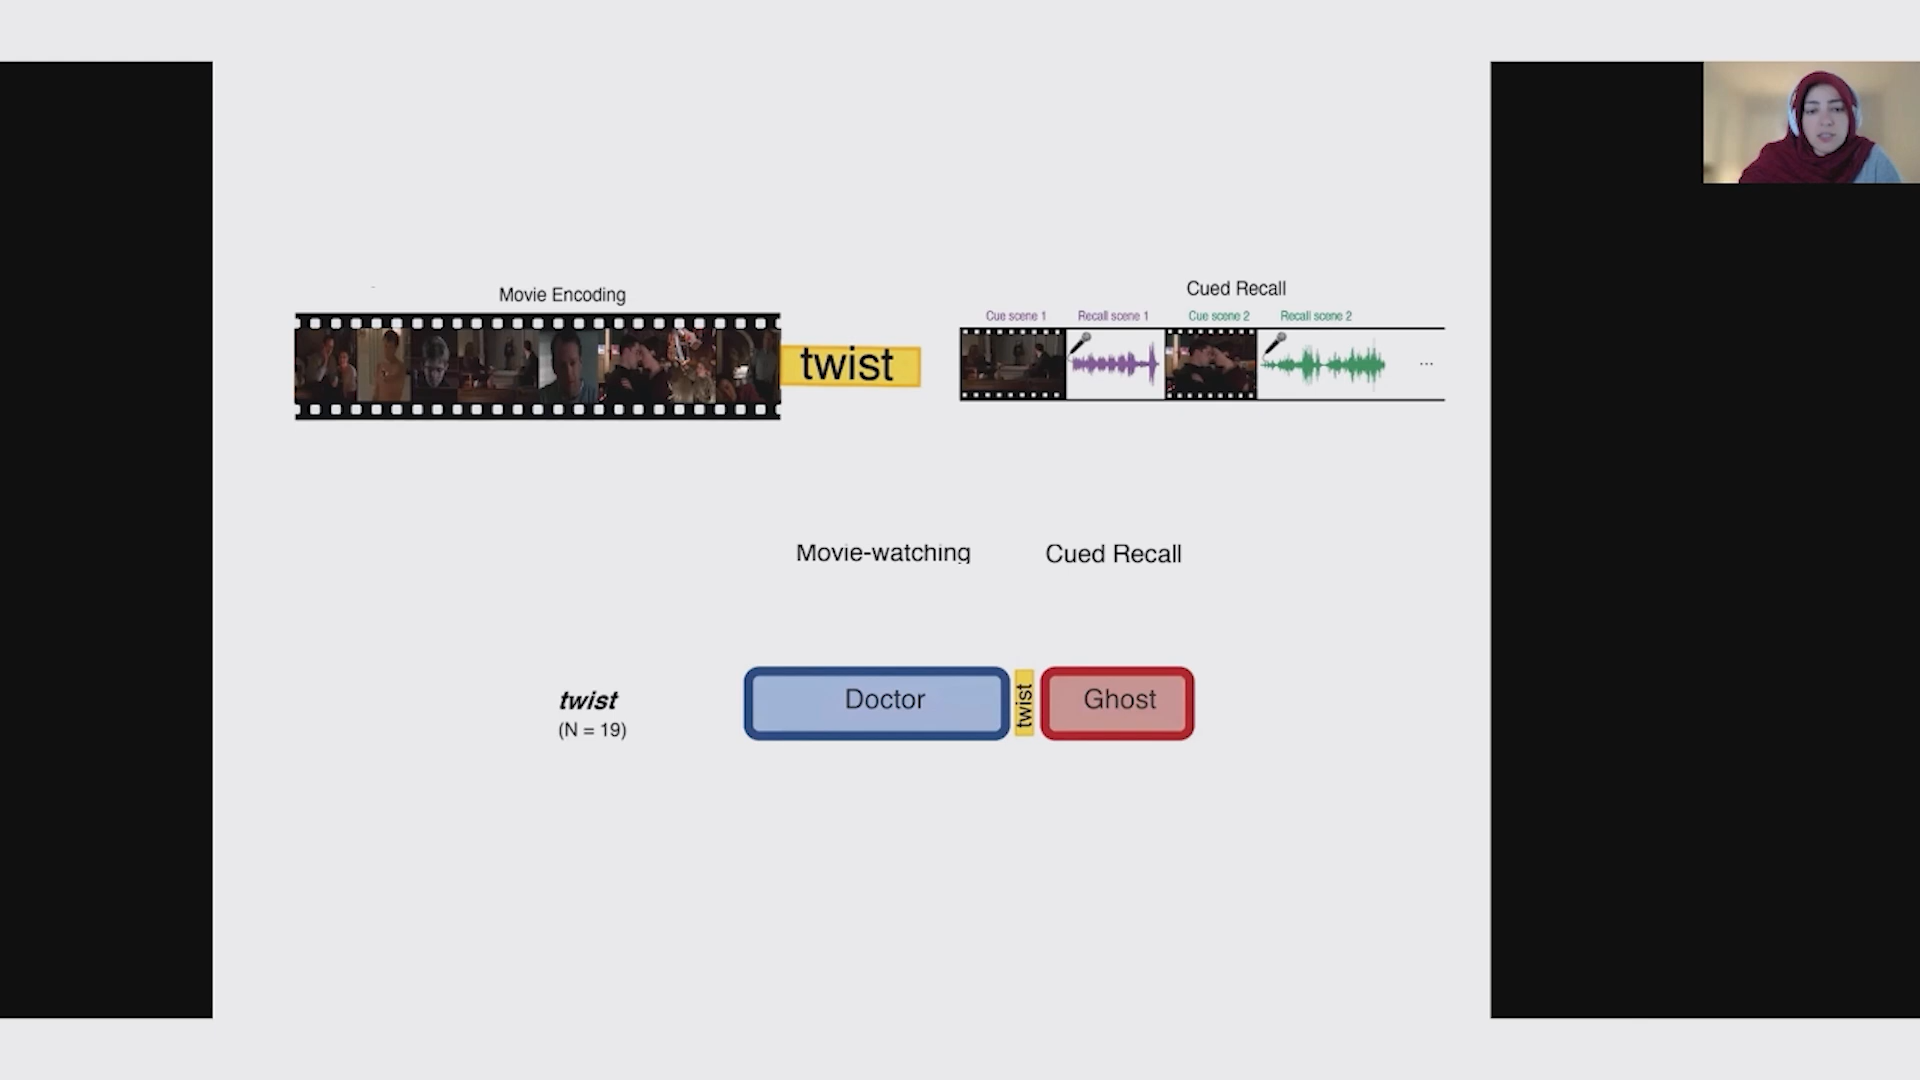 Movie Encoding
twist
Cued Recall
Cue scene 1
Recall scene 1
Cue scene 2
Recall scene 2
...
Movie-watching
Cued Recall
twist
(N = 19)
Doctor
twist
Ghost